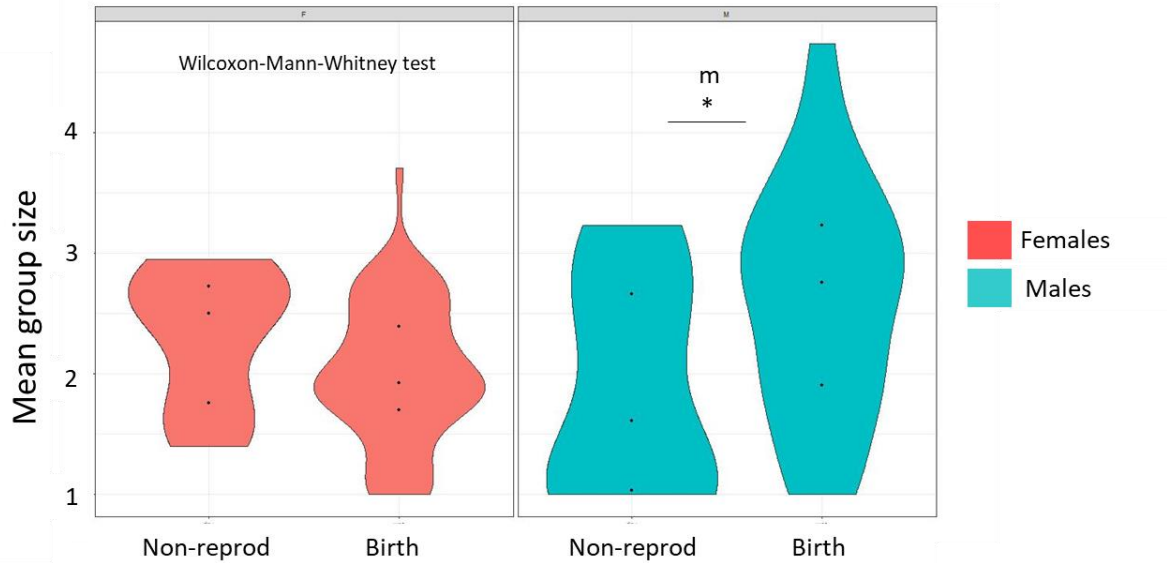 F
M
Wilcoxon-Mann-Whitney test
m
*
4
3
2
1
Mean group size
Females
Males
Non-reprod
Birth
Non-reprod
Birth